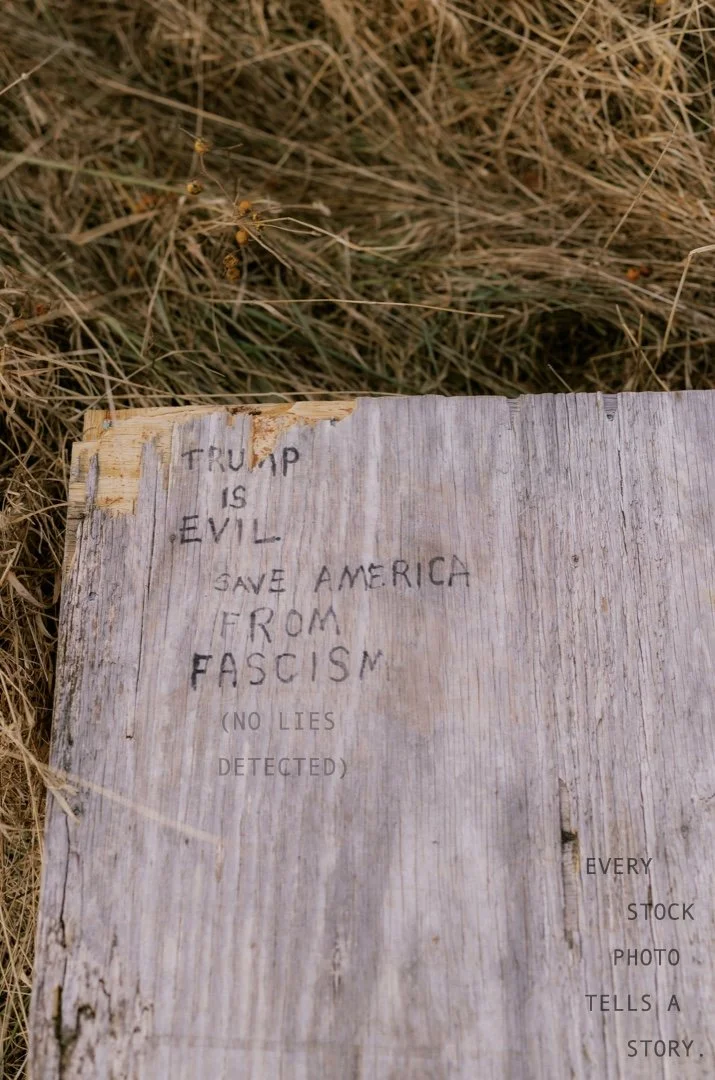 TRUMP
IS
EVIL
SAVE AMERICA
FROM
FASCISM
(NO LIES
DETECTED)
EVERY
STOCK
PHOTO
TELLS A
STORY.